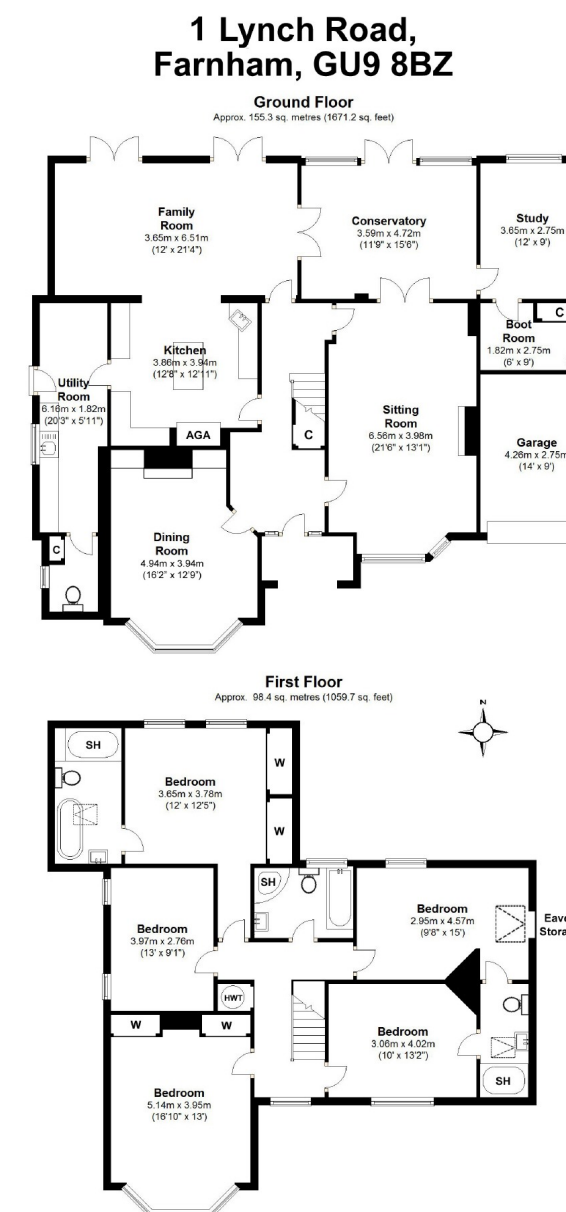 1 Lynch Road,
Farnham, GU9 8BZ
Ground Floor
Approx. 155.3 sq. metres (1671.2 sq. feet)
Family
Room
3.65m x 6.51m
(12' x 21'4")
Conservatory
3.59m x 4.72m
(11'9" x 15'6")
Study
3.65m x 2.75m
(12' x 9')
C
Boot
Room
1.82m x 2.75m
(6' x 9')
Kitchen
3.86m x 3.94m
(12'8" x 12'11")
Utility
Room
6.16m x 1.82m
(20'3" x 5'11")
AGA
C
Sitting
Room
6.56m x 3.98m
(21'6" x 13'1")
Garage
4.26m x 2.75m
(14' x 9')
Dining
Room
4.94m x 3.94m
(16'2" x 12'9")
C
First Floor
Approx. 98.4 sq. metres (1059.7 sq. feet)
N
SH
Bedroom
3.65m x 3.78m
(12' x 12'5")
W
W
SH
Bedroom
3.97m x 2.76m
(13' x 9'1")
Bedroom
2.95m x 4.57m
(9'8" x 15')
Eave
Stora
HWT
W
W
Bedroom
3.06m x 4.02m
(10' x 13'2")
SH
Bedroom
5.14m x 3.95m
(16'10" x 13')